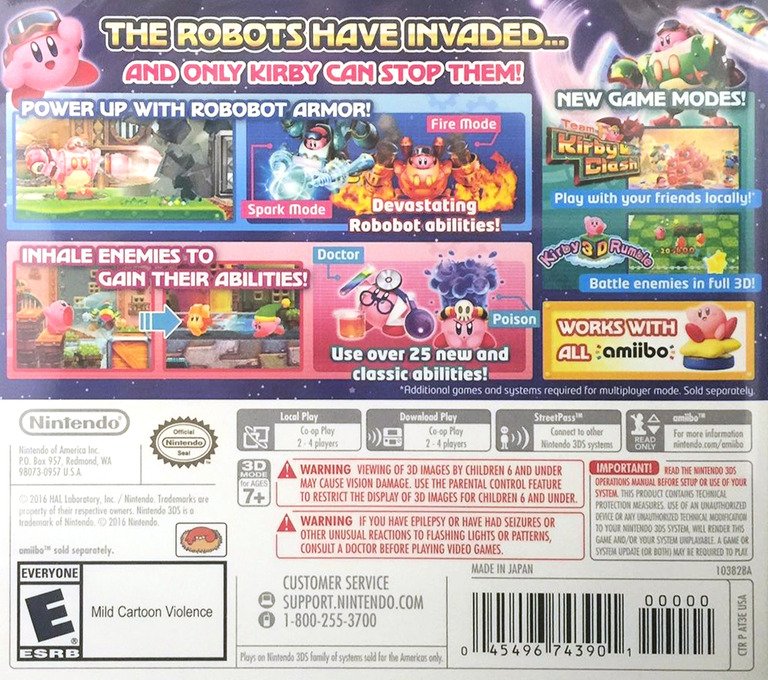 THE ROBOTS HAVE INVADED...
AND ONLY KIRBY CAN STOP THEM!
POWER UP WITH ROBOBOT ARMOR!
Fire Mode
Spark Mode
Devastating
Robobot abilities!
NEW GAME MODES!
Team
Kirby
Clash
Play with your friends locally!*
Kirby 3D Rumble
Battle enemies in full 3D!
INHALE ENEMIES TO
GAIN THEIR ABILITIES!
Doctor
Poison
Use over 25 new and
classic abilities!
WORKS WITH
ALL amiibo
*Additional games and systems required for multiplayer mode. Sold separately.
Nintendo®
Nintendo of America Inc.
P.O. Box 957, Redmond, WA
98073-0957 U.S.A.
Official
Nintendo
Seal
Local Play
Co-op Play
2 - 4 players
Download Play
Co-op Play
2 - 4 players
StreetPass™
Connect to other
Nintendo 3DS systems
READ
ONLY
amiibo™
For more information
nintendo.com/amiibo
© 2016 HAL Laboratory, Inc. / Nintendo. Trademarks are
property of their respective owners. Nintendo 3DS is a
trademark of Nintendo. © 2016 Nintendo.
amiibo™ sold separately.
3D
MODE
for AGES
7+
WARNING VIEWING OF 3D IMAGES BY CHILDREN 6 AND UNDER
MAY CAUSE VISION DAMAGE. USE THE PARENTAL CONTROL FEATURE
TO RESTRICT THE DISPLAY OF 3D IMAGES FOR CHILDREN 6 AND UNDER.
WARNING IF YOU HAVE EPILEPSY OR HAVE HAD SEIZURES OR
OTHER UNUSUAL REACTIONS TO FLASHING LIGHTS OR PATTERNS,
CONSULT A DOCTOR BEFORE PLAYING VIDEO GAMES.
IMPORTANT! READ THE NINTENDO 3DS
OPERATIONS MANUAL BEFORE SETUP OR USE OF YOUR
SYSTEM. THIS PRODUCT CONTAINS TECHNICAL
PROTECTION MEASURES. USE OF AN UNAUTHORIZED
DEVICE OR ANY UNAUTHORIZED TECHNICAL MODIFICATION
TO YOUR NINTENDO 3DS SYSTEM, WILL RENDER THIS
GAME AND/OR YOUR SYSTEM UNPLAYABLE. A GAME OR
SYSTEM UPDATE (OR BOTH) MAY BE REQUIRED TO PLAY.
EVERYONE
E
ESRB
Mild Cartoon Violence
CUSTOMER SERVICE
SUPPORT.NINTENDO.COM
1-800-255-3700
Plays on Nintendo 3DS family of systems sold for the Americas only.
MADE IN JAPAN
103828A
00000
0 45496 74390 1
CTR P AT3E USA